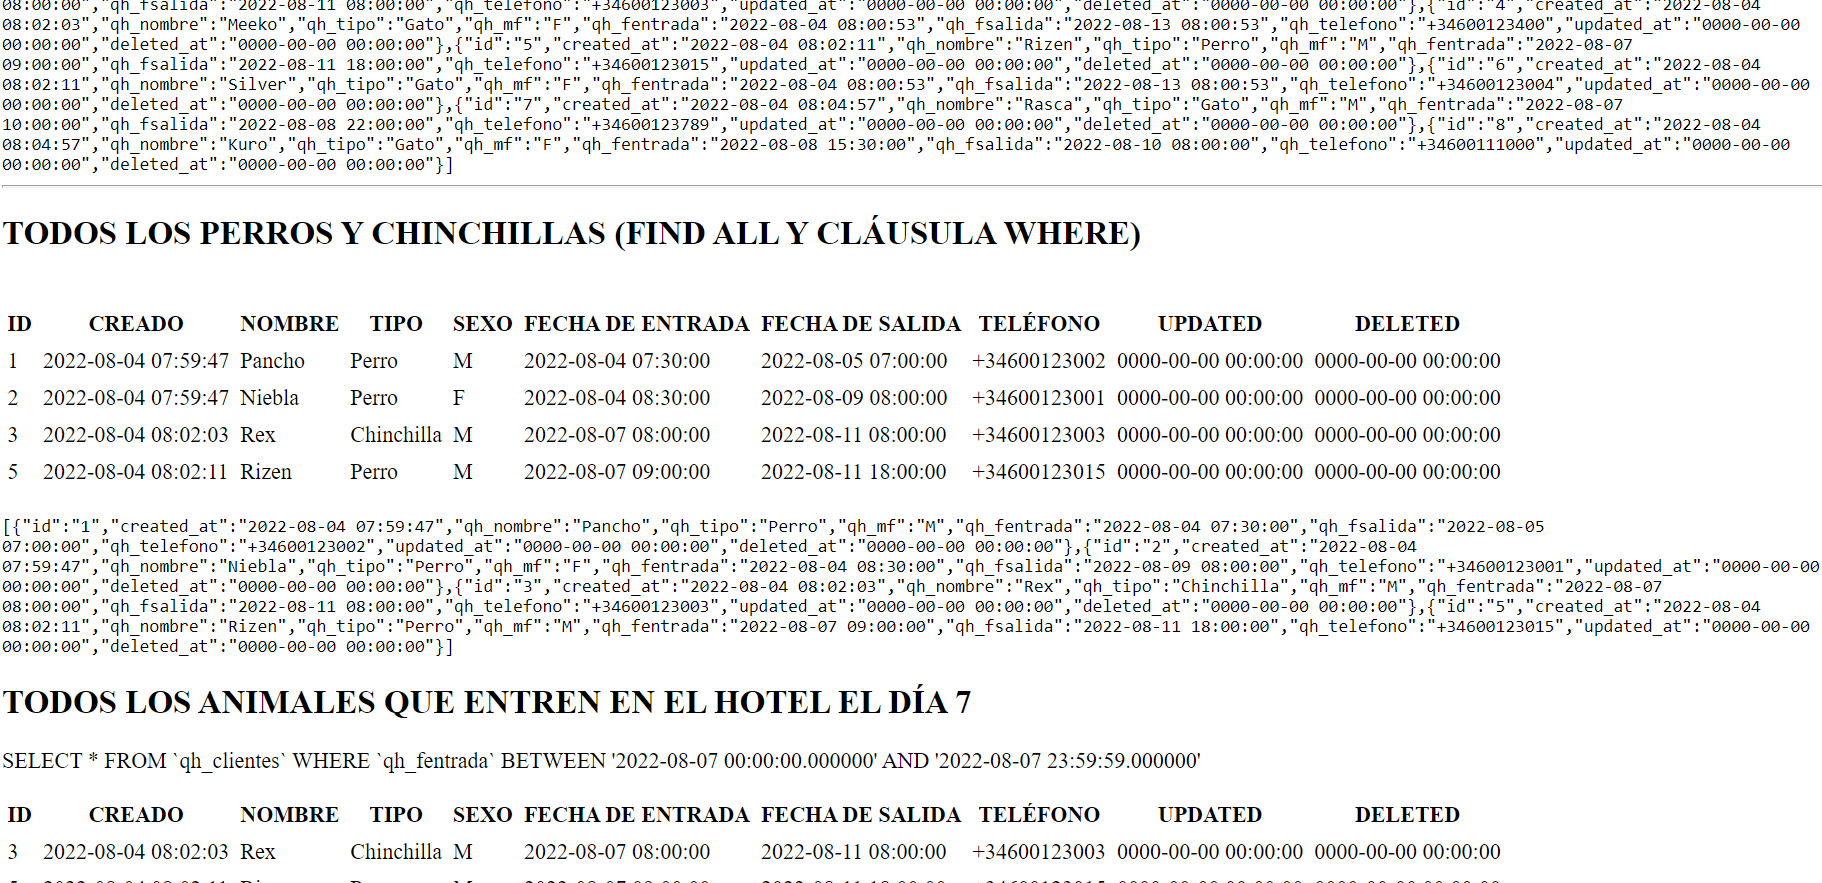 08:00:00","qh_fsalida":"2022-08-11 08:00:00","qh_telefono":"+34600123003","updated_at":"0000-00-00 00:00:00","deleted_at":"0000-00-00 00:00:00"},{"id":"4","created_at":"2022-08-04
08:02:03","qh_nombre":"Meeko","qh_tipo":"Gato","qh_mf":"F","qh_fentrada":"2022-08-04 08:00:53","qh_fsalida":"2022-08-13 08:00:53","qh_telefono":"+34600123400","updated_at":"0000-00-00
00:00:00","deleted_at":"0000-00-00 00:00:00"},{"id":"5","created_at":"2022-08-04 08:02:11","qh_nombre":"Rizen","qh_tipo":"Perro","qh_mf":"M","qh_fentrada":"2022-08-07
09:00:00","qh_fsalida":"2022-08-11 18:00:00","qh_telefono":"+34600123015","updated_at":"0000-00-00 00:00:00","deleted_at":"0000-00-00 00:00:00"},{"id":"6","created_at":"2022-08-04
08:02:11","qh_nombre":"Silver","qh_tipo":"Gato","qh_mf":"F","qh_fentrada":"2022-08-04 08:00:53","qh_fsalida":"2022-08-13 08:00:53","qh_telefono":"+34600123004","updated_at":"0000-00-00
00:00:00","deleted_at":"0000-00-00 00:00:00"},{"id":"7","created_at":"2022-08-04 08:04:57","qh_nombre":"Rasca","qh_tipo":"Gato","qh_mf":"M","qh_fentrada":"2022-08-07
10:00:00","qh_fsalida":"2022-08-08 22:00:00","qh_telefono":"+34600123789","updated_at":"0000-00-00 00:00:00","deleted_at":"0000-00-00 00:00:00"},{"id":"8","created_at":"2022-08-04
08:04:57","qh_nombre":"Kuro","qh_tipo":"Gato","qh_mf":"F","qh_fentrada":"2022-08-08 15:30:00","qh_fsalida":"2022-08-10 08:00:00","qh_telefono":"+34600111000","updated_at":"0000-00-00
00:00:00","deleted_at":"0000-00-00 00:00:00"}]
TODOS LOS PERROS Y CHINCHILLAS (FIND ALL Y CLÁUSULA WHERE)
ID CREADO NOMBRE TIPO SEXO FECHA DE ENTRADA FECHA DE SALIDA TELÉFONO UPDATED DELETED
1 2022-08-04 07:59:47 Pancho Perro M 2022-08-04 07:30:00 2022-08-05 07:00:00 +34600123002 0000-00-00 00:00:00 0000-00-00 00:00:00
2 2022-08-04 07:59:47 Niebla Perro F 2022-08-04 08:30:00 2022-08-09 08:00:00 +34600123001 0000-00-00 00:00:00 0000-00-00 00:00:00
3 2022-08-04 08:02:03 Rex Chinchilla M 2022-08-07 08:00:00 2022-08-11 08:00:00 +34600123003 0000-00-00 00:00:00 0000-00-00 00:00:00
5 2022-08-04 08:02:11 Rizen Perro M 2022-08-07 09:00:00 2022-08-11 18:00:00 +34600123015 0000-00-00 00:00:00 0000-00-00 00:00:00
[{"id":"1","created_at":"2022-08-04 07:59:47","qh_nombre":"Pancho","qh_tipo":"Perro","qh_mf":"M","qh_fentrada":"2022-08-04 07:30:00","qh_fsalida":"2022-08-05
07:00:00","qh_telefono":"+34600123002","updated_at":"0000-00-00 00:00:00","deleted_at":"0000-00-00 00:00:00"},{"id":"2","created_at":"2022-08-04
07:59:47","qh_nombre":"Niebla","qh_tipo":"Perro","qh_mf":"F","qh_fentrada":"2022-08-04 08:30:00","qh_fsalida":"2022-08-09 08:00:00","qh_telefono":"+34600123001","updated_at":"0000-00-00
00:00:00","deleted_at":"0000-00-00 00:00:00"},{"id":"3","created_at":"2022-08-04 08:02:03","qh_nombre":"Rex","qh_tipo":"Chinchilla","qh_mf":"M","qh_fentrada":"2022-08-07
08:00:00","qh_fsalida":"2022-08-11 08:00:00","qh_telefono":"+34600123003","updated_at":"0000-00-00 00:00:00","deleted_at":"0000-00-00 00:00:00"},{"id":"5","created_at":"2022-08-04
08:02:11","qh_nombre":"Rizen","qh_tipo":"Perro","qh_mf":"M","qh_fentrada":"2022-08-07 09:00:00","qh_fsalida":"2022-08-11 18:00:00","qh_telefono":"+34600123015","updated_at":"0000-00-00
00:00:00","deleted_at":"0000-00-00 00:00:00"}]
TODOS LOS ANIMALES QUE ENTREN EN EL HOTEL EL DÍA 7
SELECT * FROM `qh_clientes` WHERE `qh_fentrada` BETWEEN '2022-08-07 00:00:00.000000' AND '2022-08-07 23:59:59.000000'
ID CREADO NOMBRE TIPO SEXO FECHA DE ENTRADA FECHA DE SALIDA TELÉFONO UPDATED DELETED
3 2022-08-04 08:02:03 Rex Chinchilla M 2022-08-07 08:00:00 2022-08-11 08:00:00 +34600123003 0000-00-00 00:00:00 0000-00-00 00:00:00